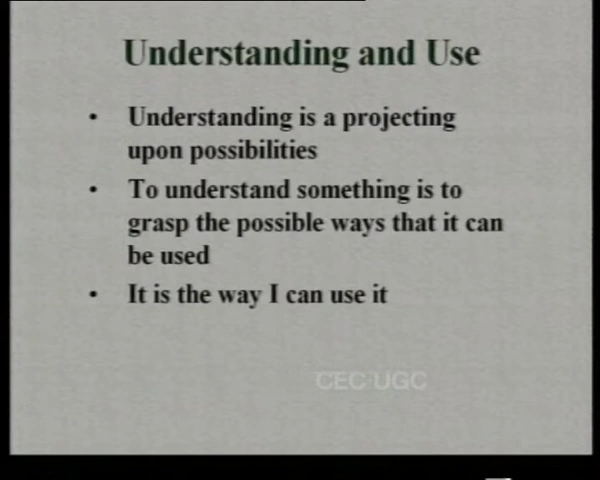 Understanding and Use
• Understanding is a projecting
upon possibilities
• To understand something is to
grasp the possible ways that it can
be used
• It is the way I can use it
CEC UGC